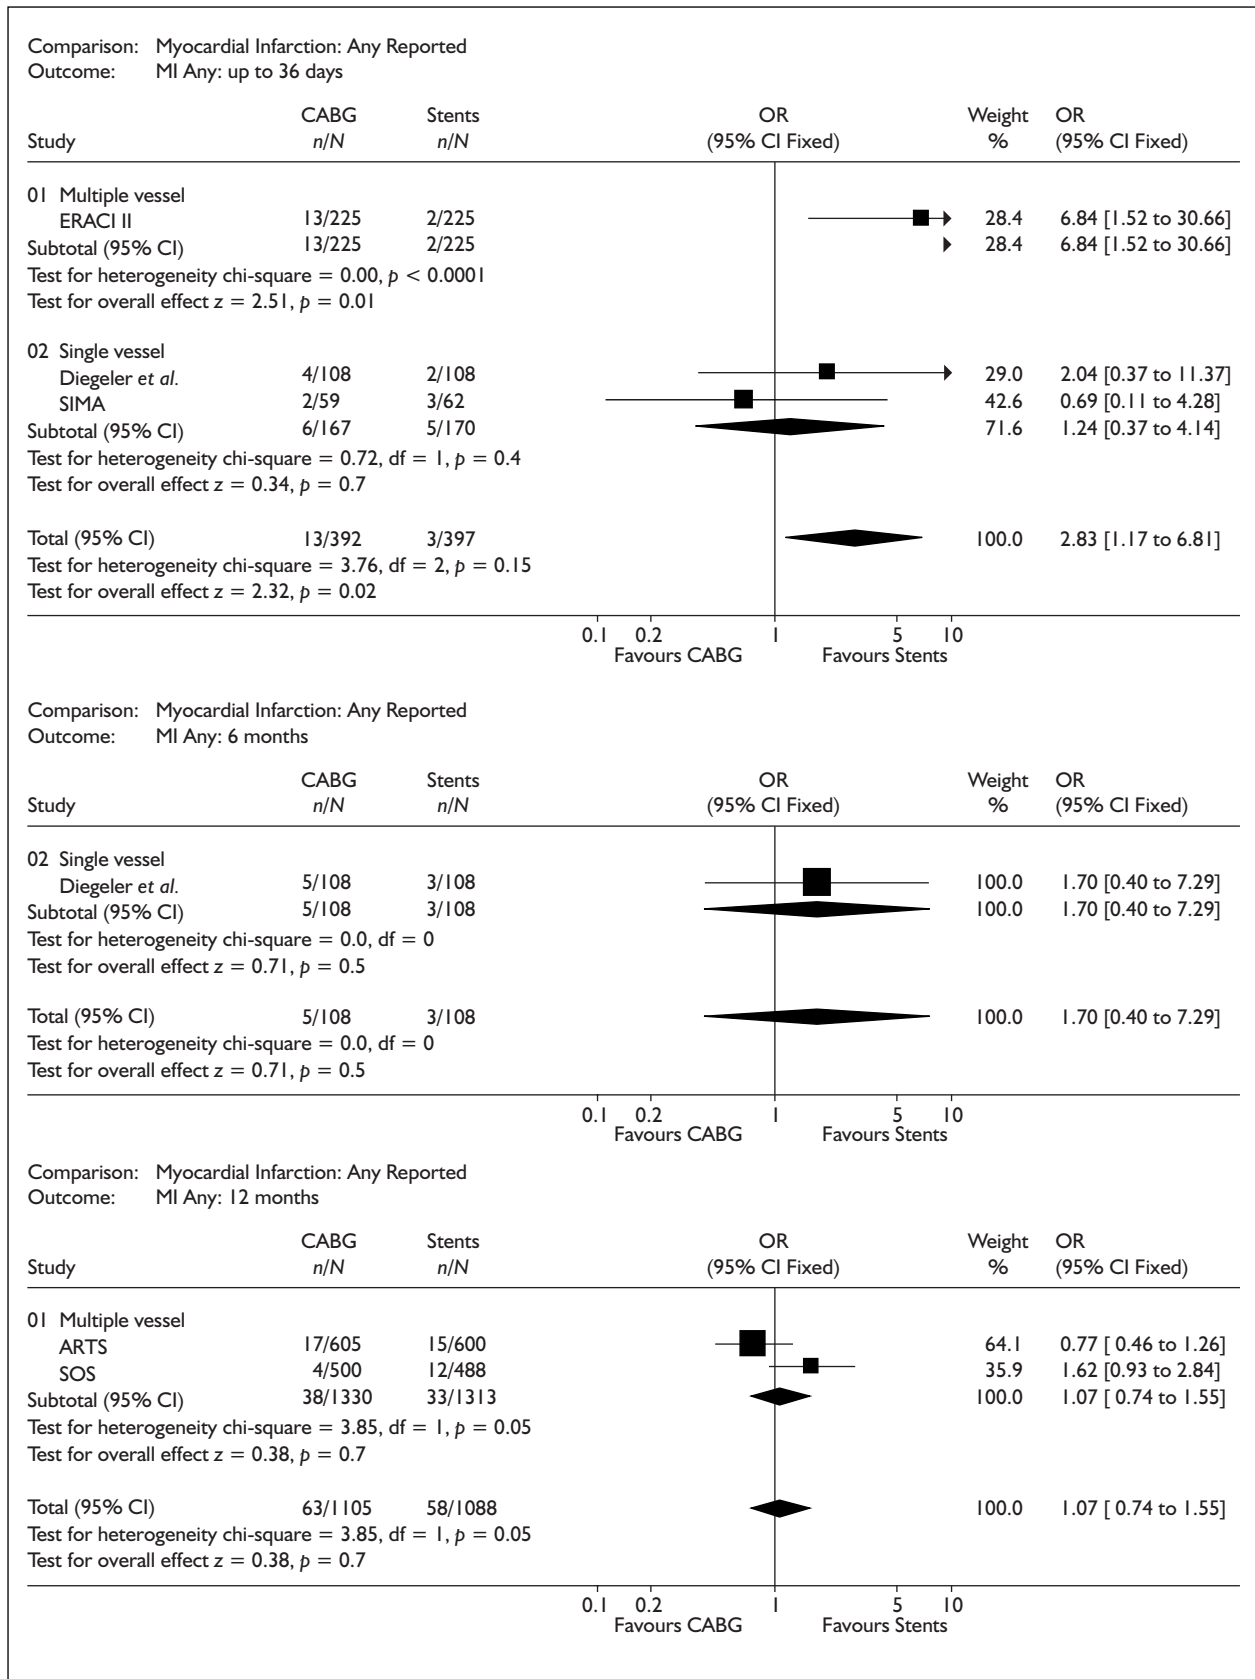 Comparison: Myocardial Infarction: Any Reported
Outcome: MI Any: up to 36 days
CABG Stents OR Weight OR
Study n/N n/N (95% CI Fixed) % (95% CI Fixed)
01 Multiple vessel
ERACI II 13/225 2/225 28.4 6.84 [1.52 to 30.66]
Subtotal (95% CI) 13/225 2/225 28.4 6.84 [1.52 to 30.66]
Test for heterogeneity chi-square = 0.00, p < 0.0001
Test for overall effect z = 2.51, p = 0.01
02 Single vessel
Diegeler et al. 4/108 2/108 29.0 2.04 [0.37 to 11.37]
SIMA 2/59 3/62 42.6 0.69 [0.11 to 4.28]
Subtotal (95% CI) 6/167 5/170 71.6 1.24 [0.37 to 4.14]
Test for heterogeneity chi-square = 0.72, df = 1, p = 0.4
Test for overall effect z = 0.34, p = 0.7
Total (95% CI) 13/392 3/397 100.0 2.83 [1.17 to 6.81]
Test for heterogeneity chi-square = 3.76, df = 2, p = 0.15
Test for overall effect z = 2.32, p = 0.02
0.1 0.2 1 5 10
Favours CABG Favours Stents
Comparison: Myocardial Infarction: Any Reported
Outcome: MI Any: 6 months
CABG Stents OR Weight OR
Study n/N n/N (95% CI Fixed) % (95% CI Fixed)
02 Single vessel
Diegeler et al. 5/108 3/108 100.0 1.70 [0.40 to 7.29]
Subtotal (95% CI) 5/108 3/108 100.0 1.70 [0.40 to 7.29]
Test for heterogeneity chi-square = 0.0, df = 0
Test for overall effect z = 0.71, p = 0.5
Total (95% CI) 5/108 3/108 100.0 1.70 [0.40 to 7.29]
Test for heterogeneity chi-square = 0.0, df = 0
Test for overall effect z = 0.71, p = 0.5
0.1 0.2 1 5 10
Favours CABG Favours Stents
Comparison: Myocardial Infarction: Any Reported
Outcome: MI Any: 12 months
CABG Stents OR Weight OR
Study n/N n/N (95% CI Fixed) % (95% CI Fixed)
01 Multiple vessel
ARTS 17/605 15/600 64.1 0.77 [ 0.46 to 1.26]
SOS 4/500 12/488 35.9 1.62 [0.93 to 2.84]
Subtotal (95% CI) 38/1330 33/1313 100.0 1.07 [ 0.74 to 1.55]
Test for heterogeneity chi-square = 3.85, df = 1, p = 0.05
Test for overall effect z = 0.38, p = 0.7
Total (95% CI) 63/1105 58/1088 100.0 1.07 [ 0.74 to 1.55]
Test for heterogeneity chi-square = 3.85, df = 1, p = 0.05
Test for overall effect z = 0.38, p = 0.7
0.1 0.2 1 5 10
Favours CABG Favours Stents